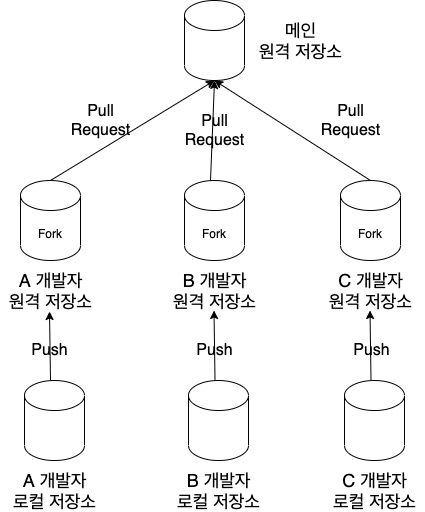 메인
원격 저장소
Pull
Request
Pull
Request
Pull
Request
Fork
Fork
Fork
A 개발자
원격 저장소
B 개발자
원격 저장소
C 개발자
원격 저장소
Push
Push
Push
A 개발자
로컬 저장소
B 개발자
로컬 저장소
C 개발자
로컬 저장소